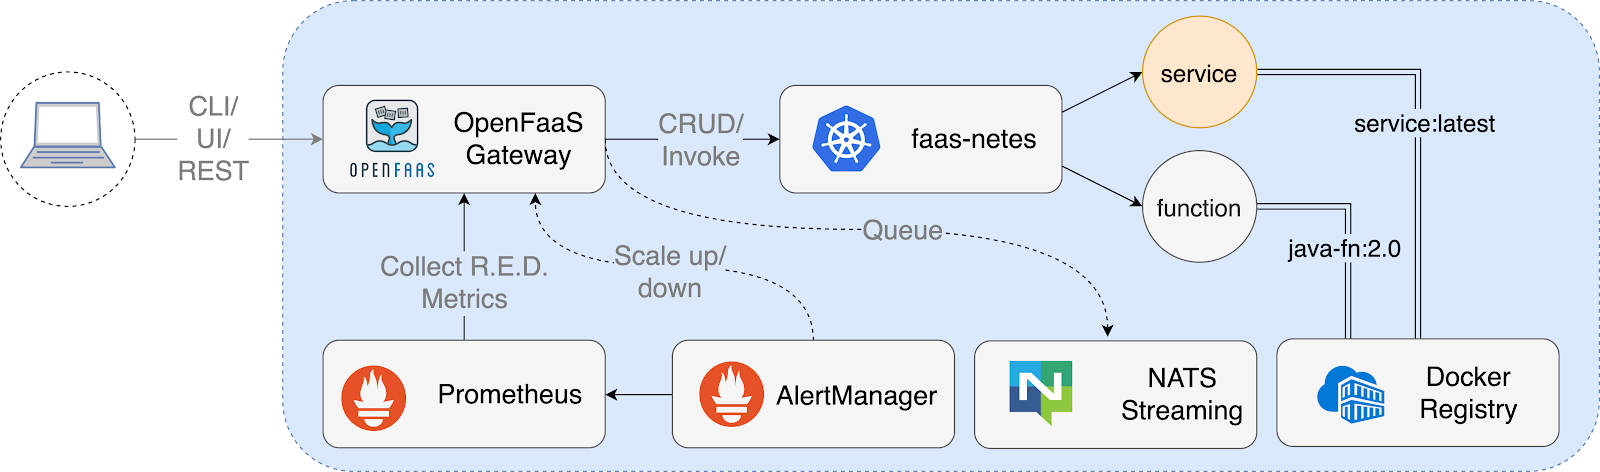 CLI/
UI/
REST
OPENFAAS
OpenFaaS
Gateway
CRUD/
Invoke
faas-netes
service
function
service:latest
java-fn:2.0
Queue
Collect R.E.D.
Metrics
Scale up/
down
Prometheus
AlertManager
N
NATS
Streaming
Docker
Registry